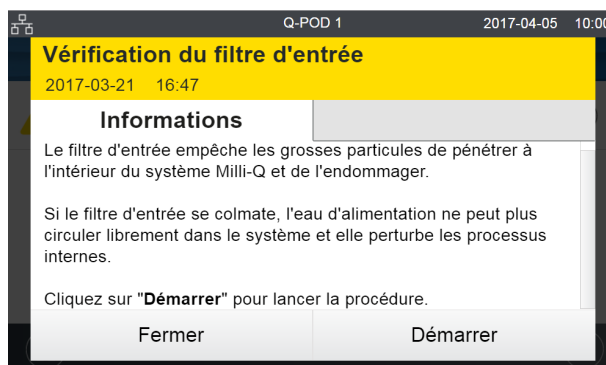 Q-POD 1 2017-04-05 10:00
Vérification du filtre d'entrée
2017-03-21 16:47
Informations
Le filtre d'entrée empêche les grosses particules de pénétrer à
l'intérieur du système Milli-Q et de l'endommager.
Si le filtre d'entrée se colmate, l'eau d'alimentation ne peut plus
circuler librement dans le système et elle perturbe les processus
internes.
Cliquez sur "Démarrer" pour lancer la procédure.
Fermer Démarrer